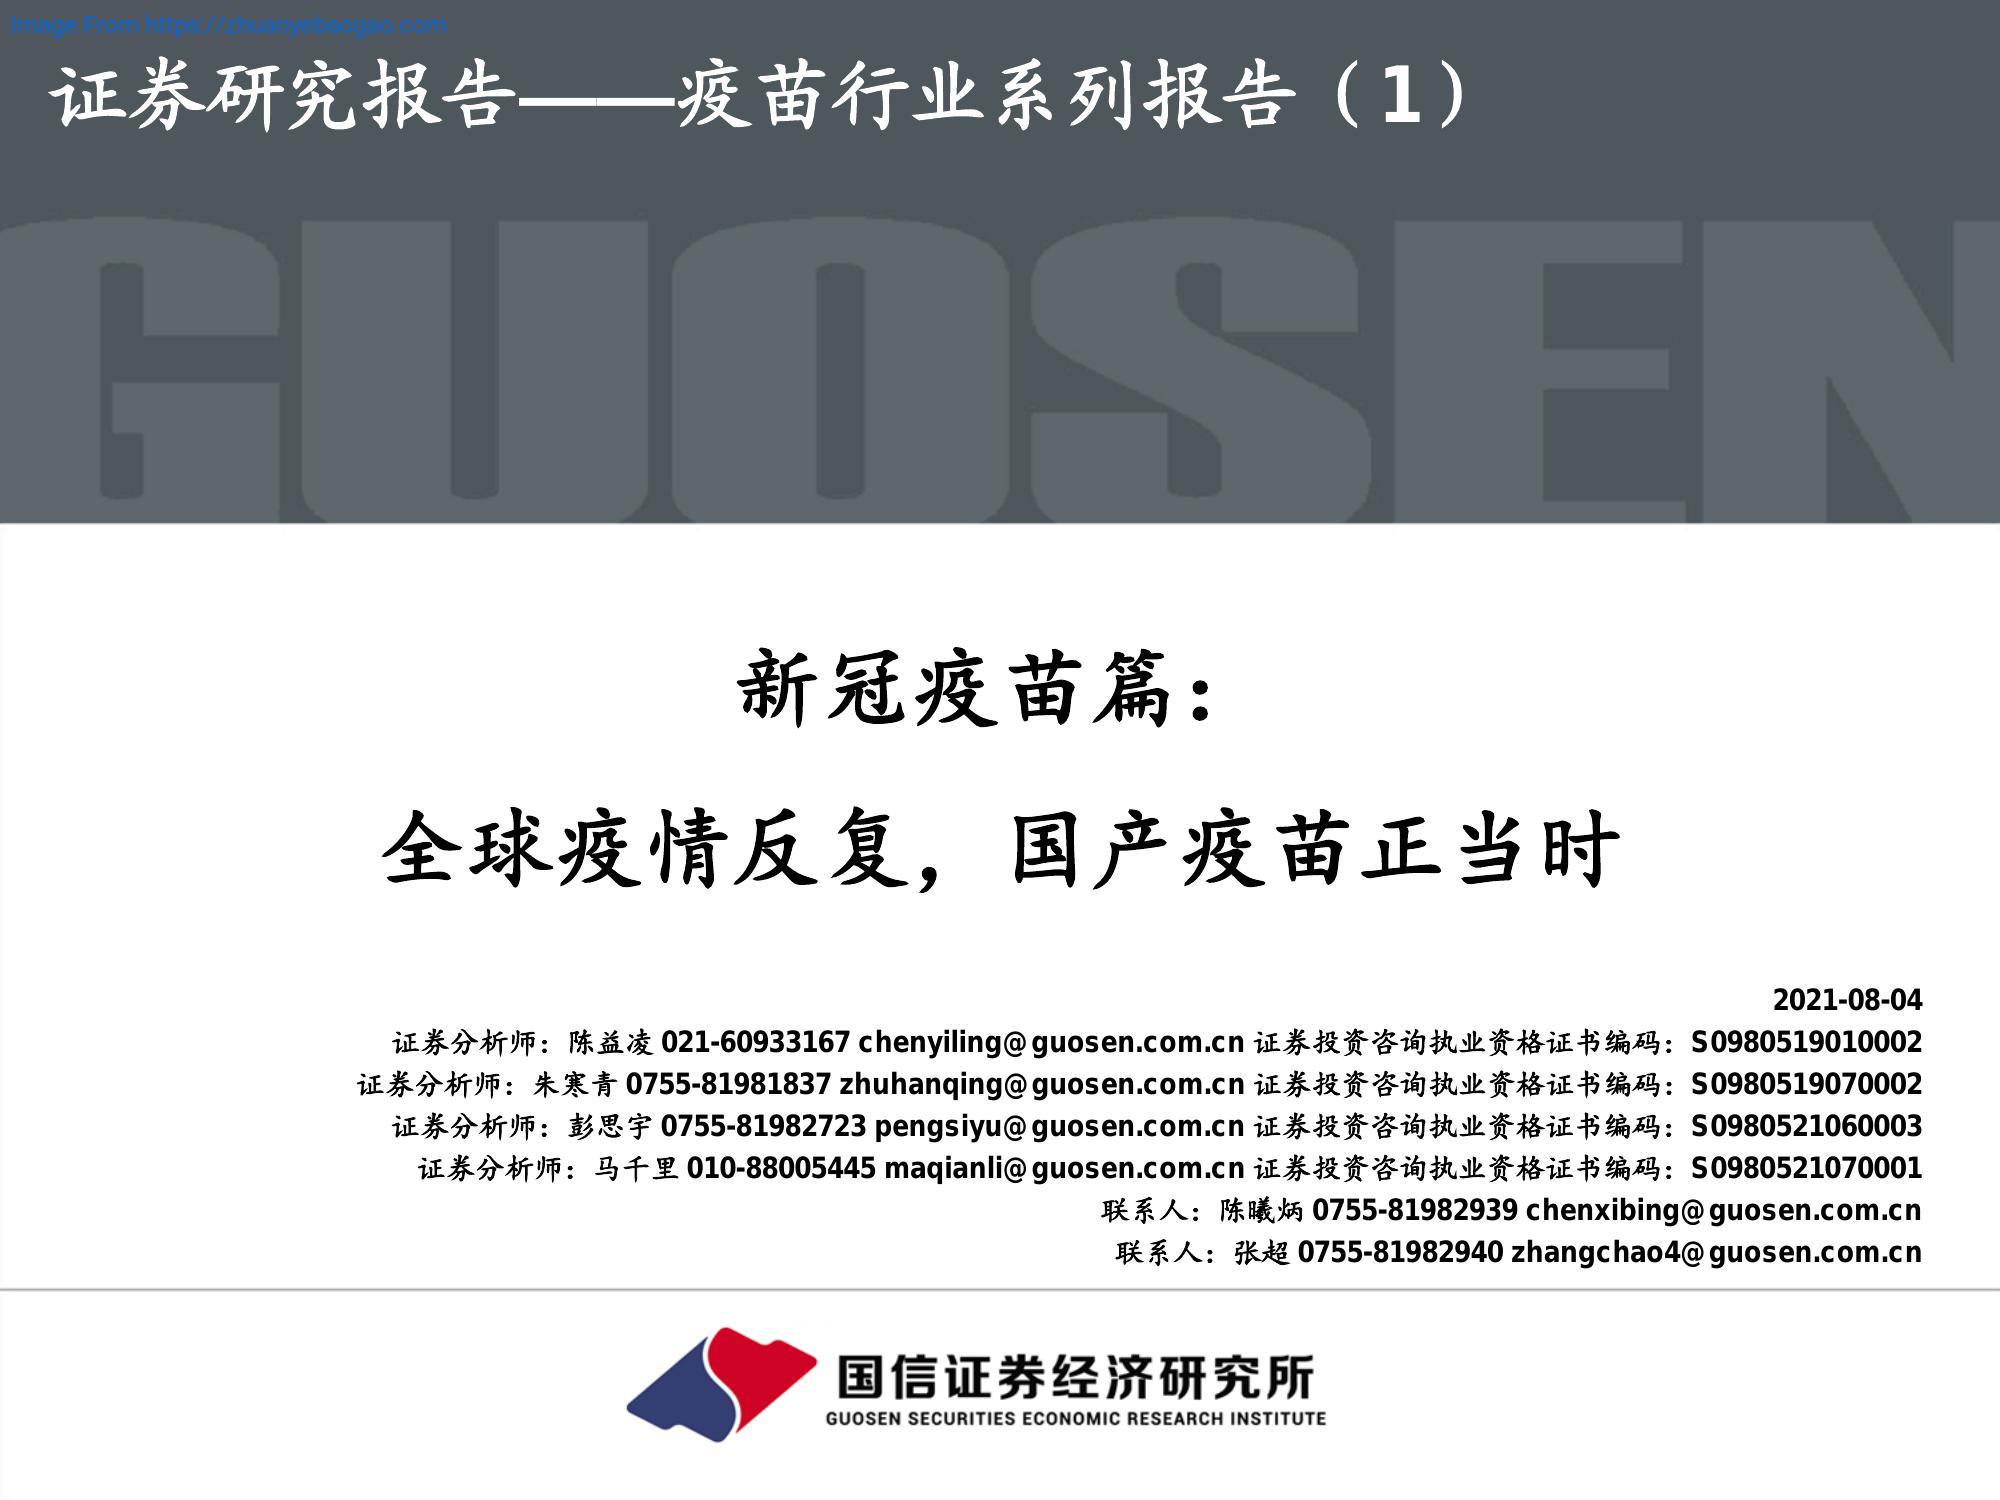 Image From https://zhuanyebaogao.com
证券研究报告——疫苗行业系列报告（1）
GUOSEN
新冠疫苗篇：
全球疫情反复，国产疫苗正当时
2021-08-04
证券分析师：陈益凌 021-60933167 chenyiling@guosen.com.cn 证券投资咨询执业资格证书编码：S0980519010002
证券分析师：朱寒青 0755-81981837 zhuhanqing@guosen.com.cn 证券投资咨询执业资格证书编码：S0980519070002
证券分析师：彭思宇 0755-81982723 pengsiyu@guosen.com.cn 证券投资咨询执业资格证书编码：S0980521060003
证券分析师：马千里 010-88005445 maqianli@guosen.com.cn 证券投资咨询执业资格证书编码：S0980521070001
联系人：陈曦炳 0755-81982939 chenxibing@guosen.com.cn
联系人：张超 0755-81982940 zhangchao4@guosen.com.cn
国信证券经济研究所
GUOSEN SECURITIES ECONOMIC RESEARCH INSTITUTE